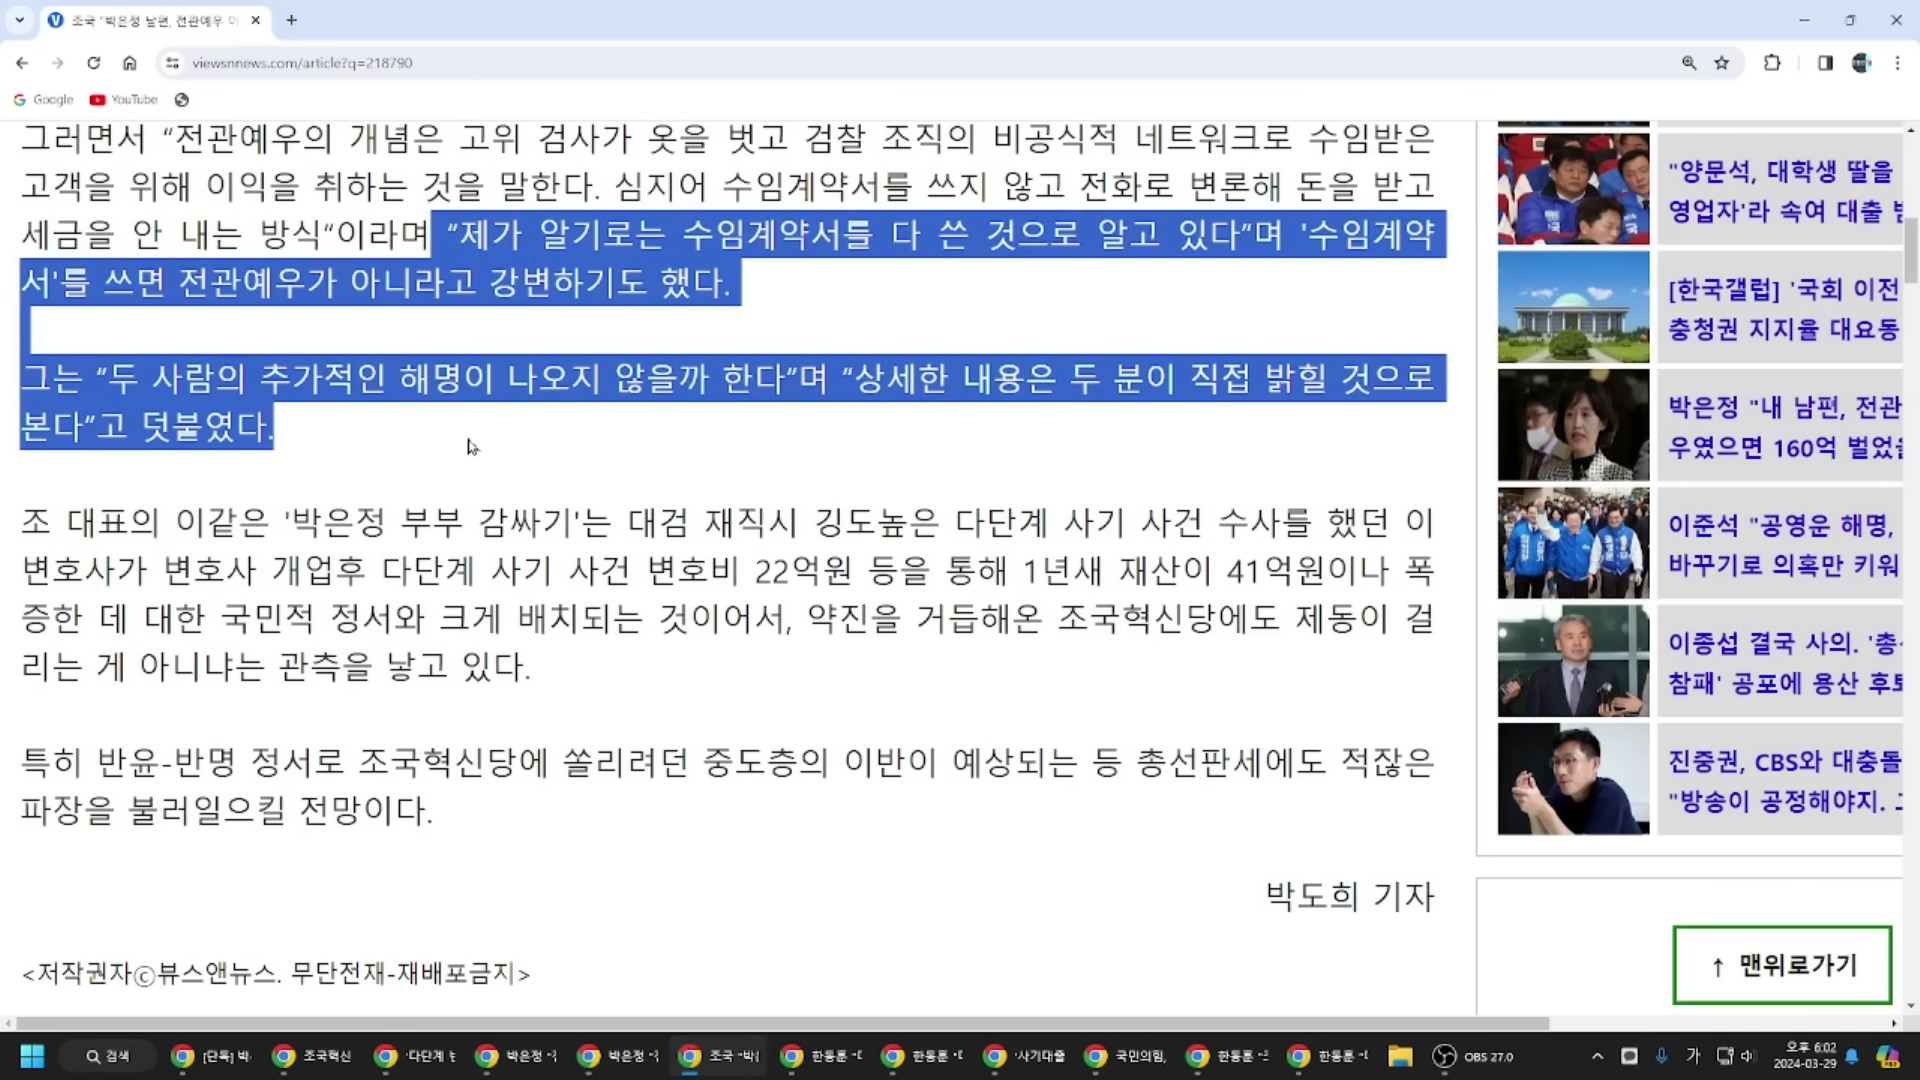 조국 "박은정 남편, 전관예우 이
viewsnnews.com/article?q=218790
Google YouTube
그러면서 "전관예우의 개념은 고위 검사가 옷을 벗고 검찰 조직의 비공식적 네트워크로 수임받은
고객을 위해 이익을 취하는 것을 말한다. 심지어 수임계약서를 쓰지 않고 전화로 변론해 돈을 받고
세금을 안 내는 방식"이라며 "제가 알기로는 수임계약서를 다 쓴 것으로 알고 있다"며 '수임계약
서'를 쓰면 전관예우가 아니라고 강변하기도 했다.
그는 "두 사람의 추가적인 해명이 나오지 않을까 한다"며 "상세한 내용은 두 분이 직접 밝힐 것으로
본다"고 덧붙였다.
조 대표의 이같은 '박은정 부부 감싸기'는 대검 재직시 강도높은 다단계 사기 사건 수사를 했던 이
변호사가 변호사 개업후 다단계 사기 사건 변호비 22억원 등을 통해 1년새 재산이 41억원이나 폭
증한 데 대한 국민적 정서와 크게 배치되는 것이어서, 약진을 거듭해온 조국혁신당에도 제동이 걸
리는 게 아니냐는 관측을 낳고 있다.
특히 반윤-반명 정서로 조국혁신당에 쏠리려던 중도층의 이반이 예상되는 등 총선판세에도 적잖은
파장을 불러일으킬 전망이다.
박도희 기자
<저작권자ⓒ뷰스앤뉴스. 무단전재-재배포금지>
"양문석, 대학생 딸을
영업자'라 속여 대출 받
[한국갤럽] '국회 이전
충청권 지지율 대요동
박은정 "내 남편, 전관
우였으면 160억 벌었을
이준석 "공영운 해명,
바꾸기로 의혹만 키워
이종섭 결국 사의. '총
참패' 공포에 용산 후퇴
진중권, CBS와 대충돌
"방송이 공정해야지.
↑ 맨위로가기
검색 [단독] 박 조국혁신 '다단계 박은정 박은정 조국 "박 한동훈 한동훈 '사기대출 국민의힘, 한동훈 한동훈 OBS 27.0 가 오후 6:02
2024-03-29